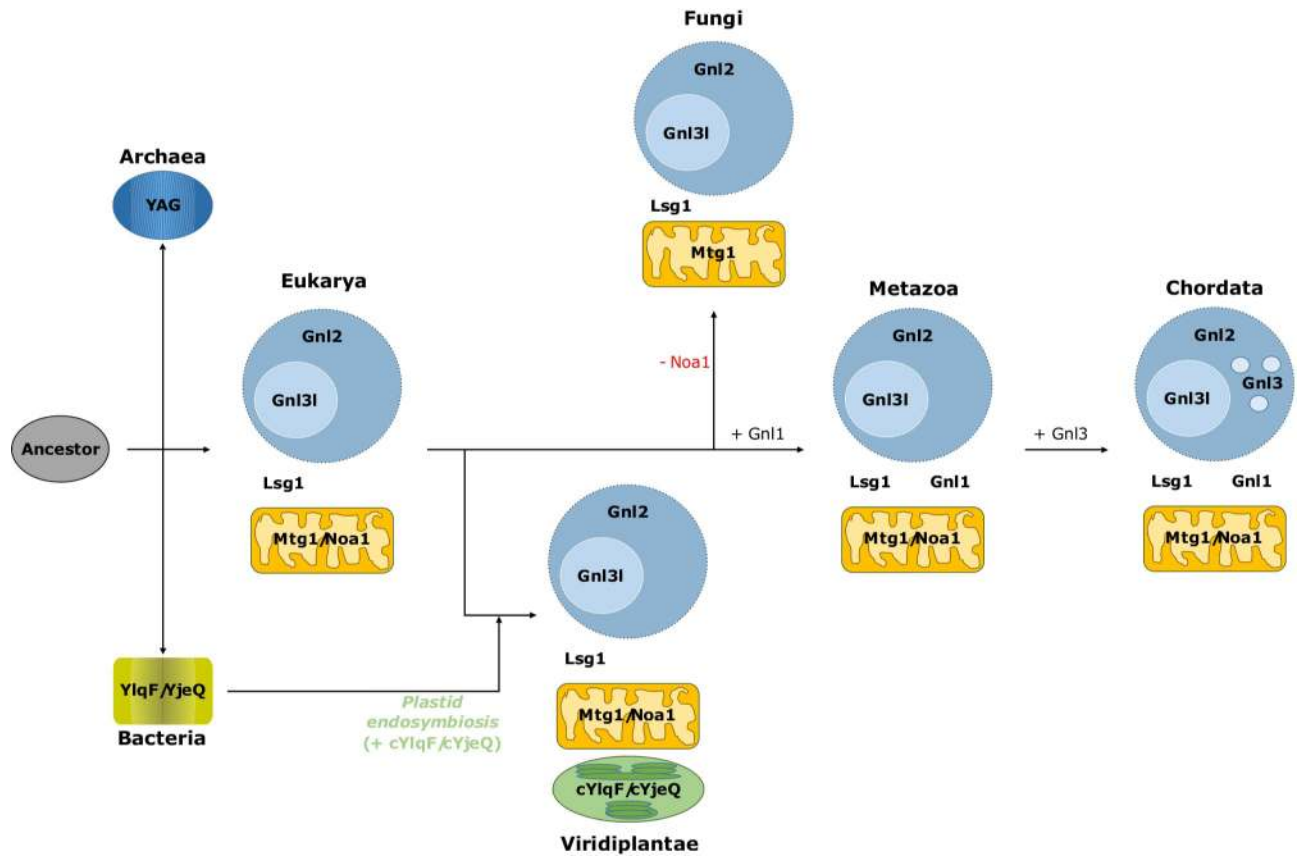 Fungi
Gnl2
Gnl3l
Lsg1
Mtg1
Archaea
YAG
Eukarya
Gnl2
Gnl3l
Lsg1
Mtg1/Noa1
Ancestor
- Noa1
+ Gnl1
Metazoa
Gnl2
Gnl3l
Lsg1 Gnl1
Mtg1/Noa1
+ Gnl3
Chordata
Gnl2
Gnl3
Gnl3l
Lsg1 Gnl1
Mtg1/Noa1
YlqF/YjeQ
Bacteria
Plastid
endosymbiosis
(+ cYlqF/cYjeQ)
Gnl2
Gnl3l
Lsg1
Mtg1/Noa1
cYlqF/cYjeQ
Viridiplantae